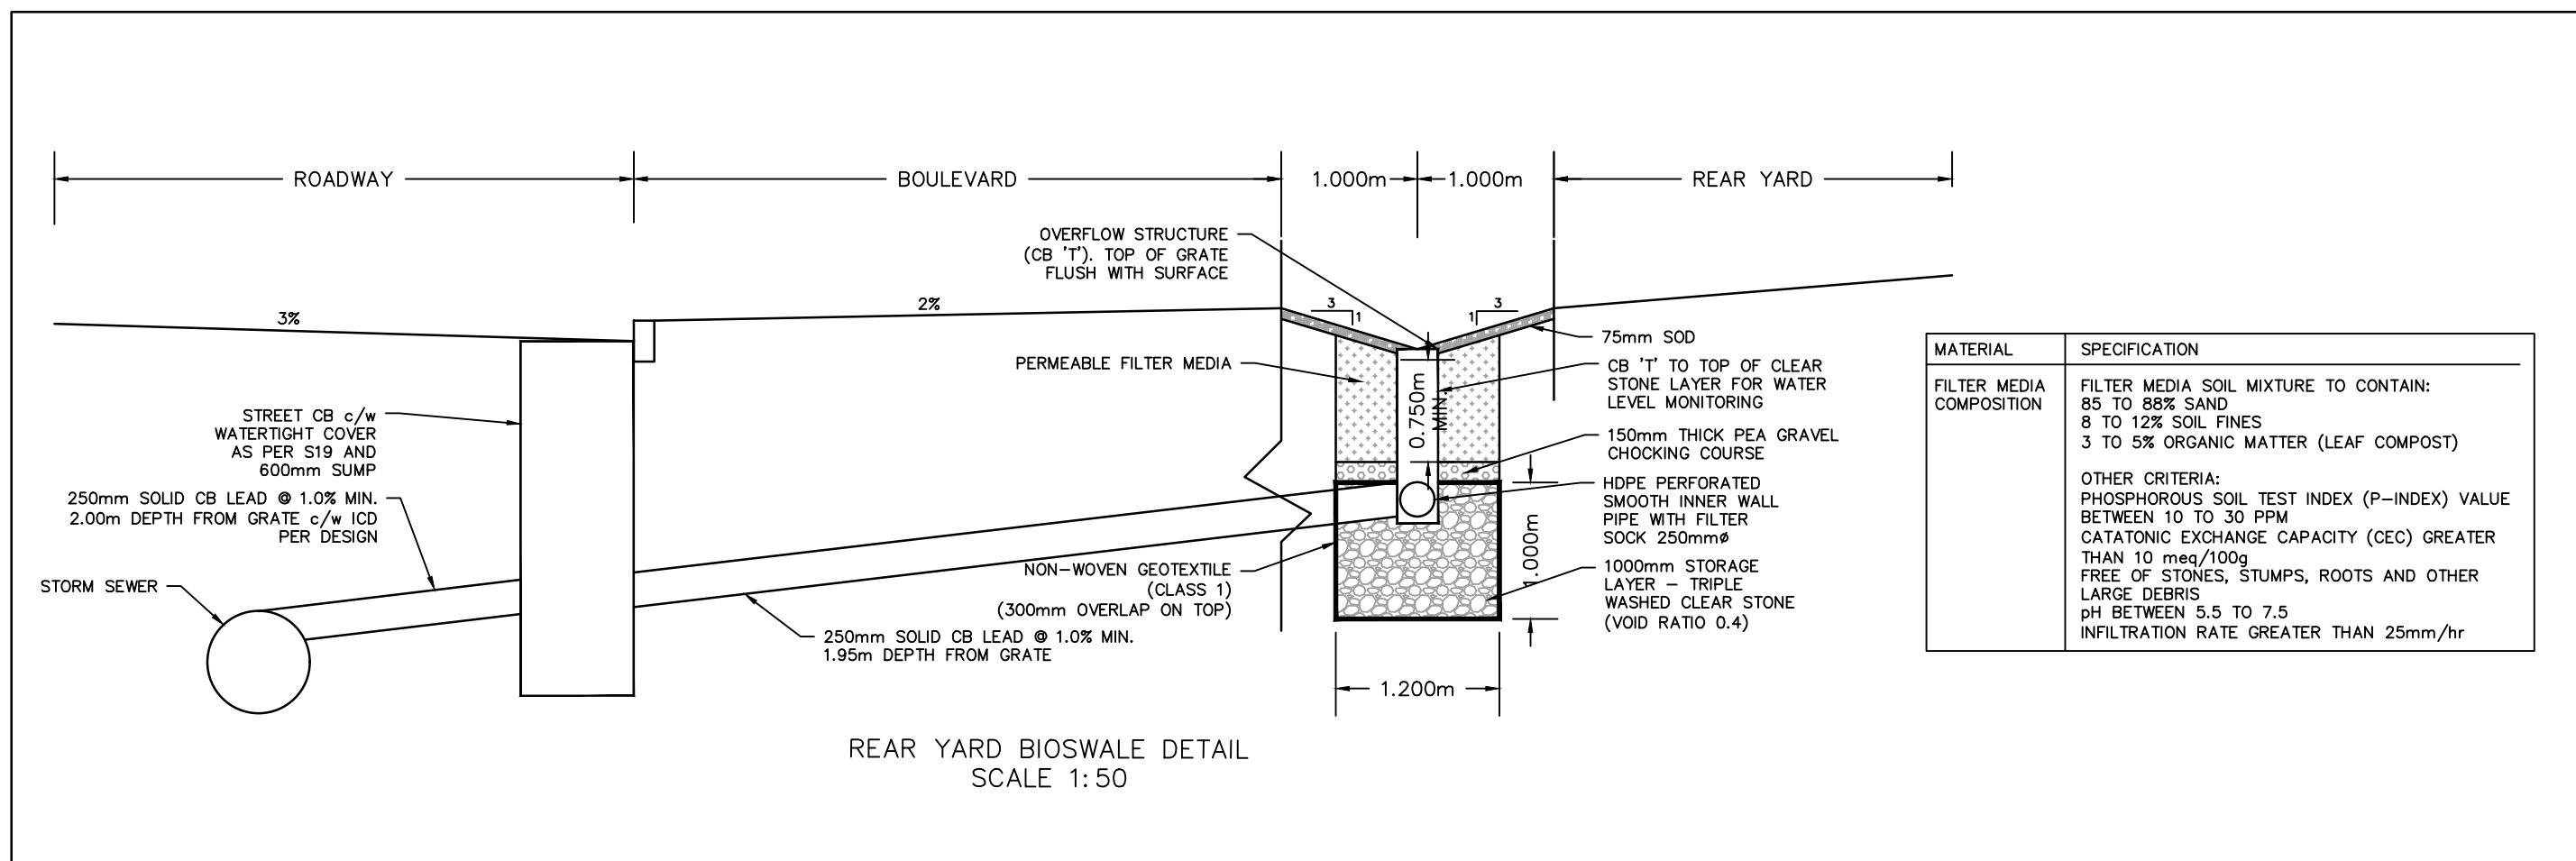 ROADWAY
BOULEVARD
1.000m
1.000m
REAR YARD
OVERFLOW STRUCTURE
(CB 'T'). TOP OF GRATE
FLUSH WITH SURFACE
3%
2%
3
1
3
1
75mm SOD
PERMEABLE FILTER MEDIA
CB 'T' TO TOP OF CLEAR
STONE LAYER FOR WATER
LEVEL MONITORING
0.750m
MIN.
STREET CB c/w
WATERTIGHT COVER
AS PER S19 AND
600mm SUMP
150mm THICK PEA GRAVEL
CHOCKING COURSE
250mm SOLID CB LEAD @ 1.0% MIN.
2.00m DEPTH FROM GRATE c/w ICD
PER DESIGN
HDPE PERFORATED
SMOOTH INNER WALL
PIPE WITH FILTER
SOCK 250mmø
1.000m
STORM SEWER
NON-WOVEN GEOTEXTILE
(CLASS 1)
(300mm OVERLAP ON TOP)
1000mm STORAGE
LAYER - TRIPLE
WASHED CLEAR STONE
(VOID RATIO 0.4)
250mm SOLID CB LEAD @ 1.0% MIN.
1.95m DEPTH FROM GRATE
1.200m
REAR YARD BIOSWALE DETAIL
SCALE 1:50
MATERIAL
SPECIFICATION
FILTER MEDIA
COMPOSITION
FILTER MEDIA SOIL MIXTURE TO CONTAIN:
85 TO 88% SAND
8 TO 12% SOIL FINES
3 TO 5% ORGANIC MATTER (LEAF COMPOST)
OTHER CRITERIA:
PHOSPHOROUS SOIL TEST INDEX (P-INDEX) VALUE
BETWEEN 10 TO 30 PPM
CATATONIC EXCHANGE CAPACITY (CEC) GREATER
THAN 10 meq/100g
FREE OF STONES, STUMPS, ROOTS AND OTHER
LARGE DEBRIS
pH BETWEEN 5.5 TO 7.5
INFILTRATION RATE GREATER THAN 25mm/hr